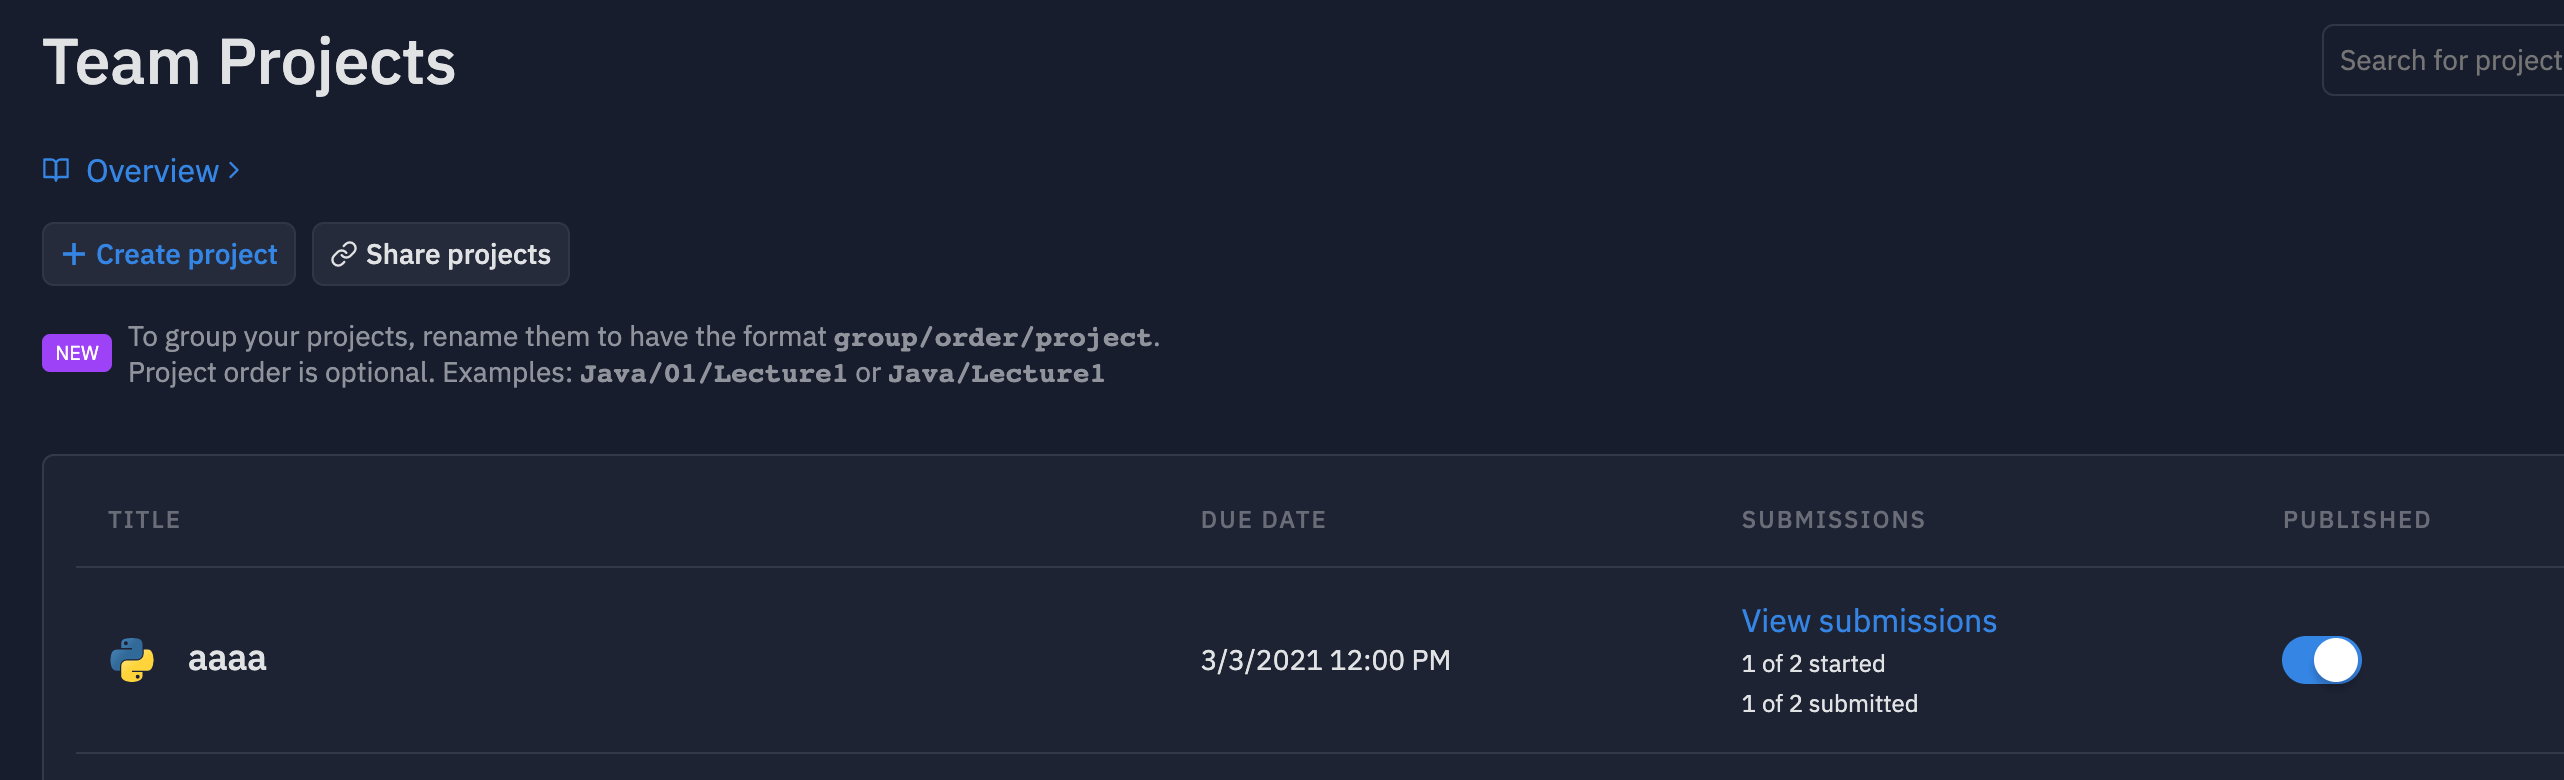 Team Projects
Search for project
Overview
Create project
Share projects
NEW
To group your projects, rename them to have the format group/order/project.
Project order is optional. Examples: Java/01/Lecture1 or Java/Lecture1
TITLE
DUE DATE
SUBMISSIONS
PUBLISHED
aaaa
3/3/2021 12:00 PM
View submissions
1 of 2 started
1 of 2 submitted